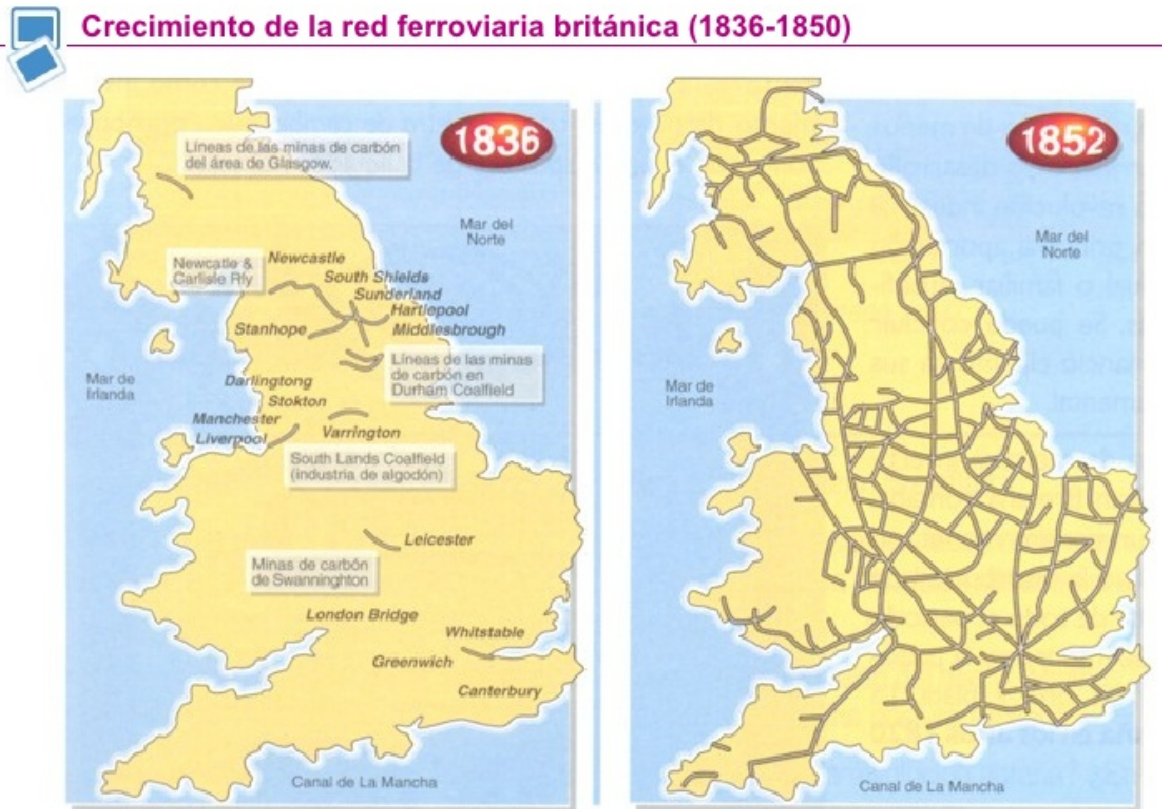 Crecimiento de la red ferroviaria británica (1836-1850)
1836
Líneas de las minas de carbón
del área de Glasgow.
Mar del
Norte
Newcatle &
Carlisle Rly
Newcastle
South Shields
Sunderland
Hartlepool
Stanhope
Middlesbrough
Líneas de las minas
de carbón en
Durham Coalfield
Mar de
Irlanda
Darlingtong
Stokton
Manchester
Liverpool
Varrington
South Lands Coalfield
(industria de algodón)
Leicester
Minas de carbón
de Swanninghton
London Bridge
Whitstable
Greenwich
Canterbury
Canal de La Mancha
1852
Mar del
Norte
Mar de
Irlanda
Canal de La Mancha